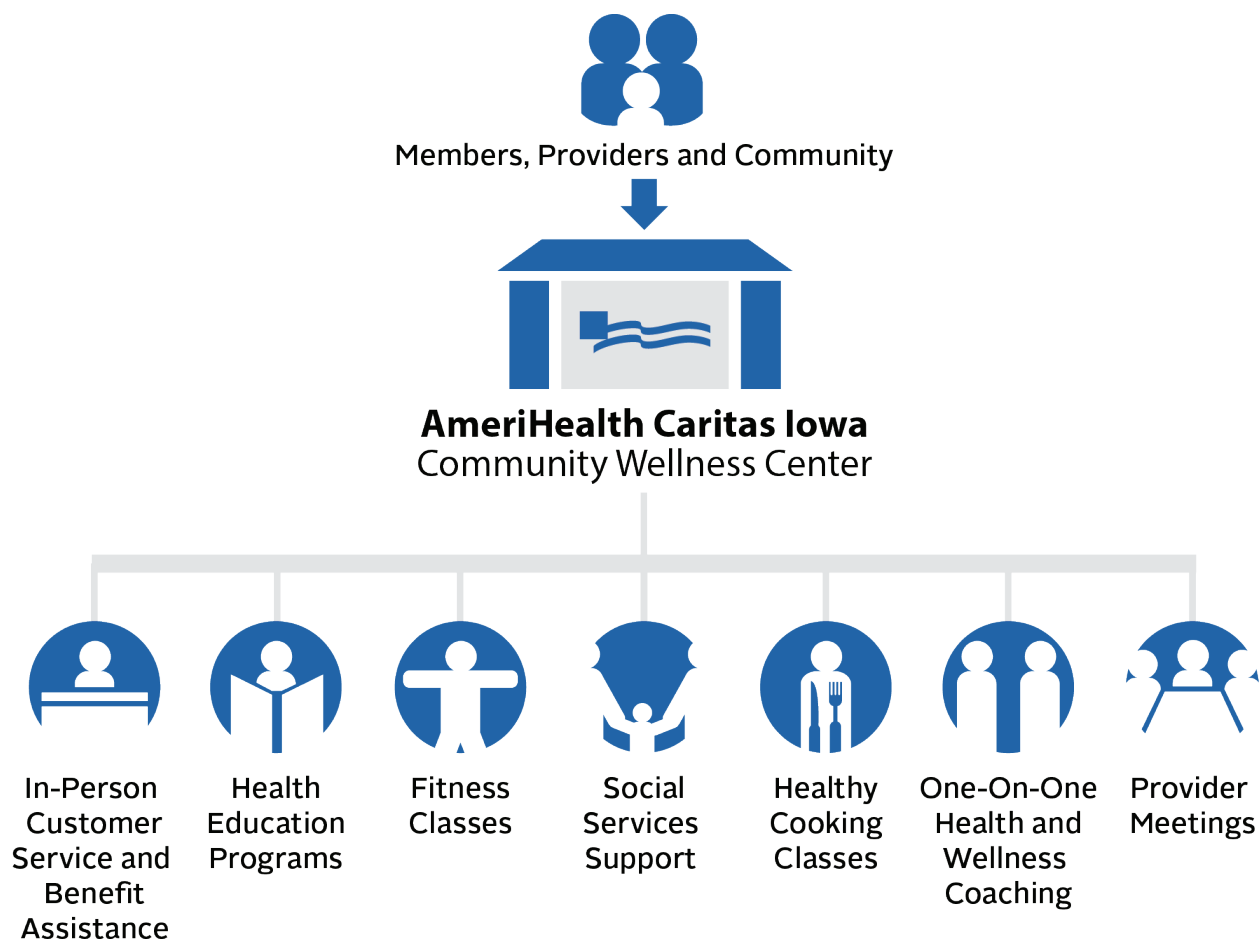 Members, Providers and Community
AmeriHealth Caritas Iowa
Community Wellness Center
In-Person
Customer
Service and
Benefit
Assistance
Health
Education
Programs
Fitness
Classes
Social
Services
Support
Healthy
Cooking
Classes
One-On-One
Health and
Wellness
Coaching
Provider
Meetings